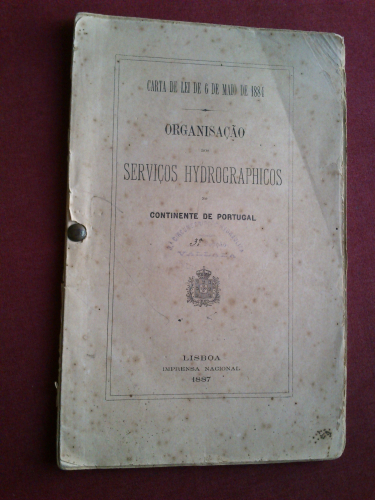 CARTA DE LEI DE 6 DE MAIO DE 1884
ORGANISAÇÃO
DOS
SERVIÇOS HYDROGRAPHICOS
NO
CONTINENTE DE PORTUGAL
LISBOA
IMPRENSA NACIONAL
1887